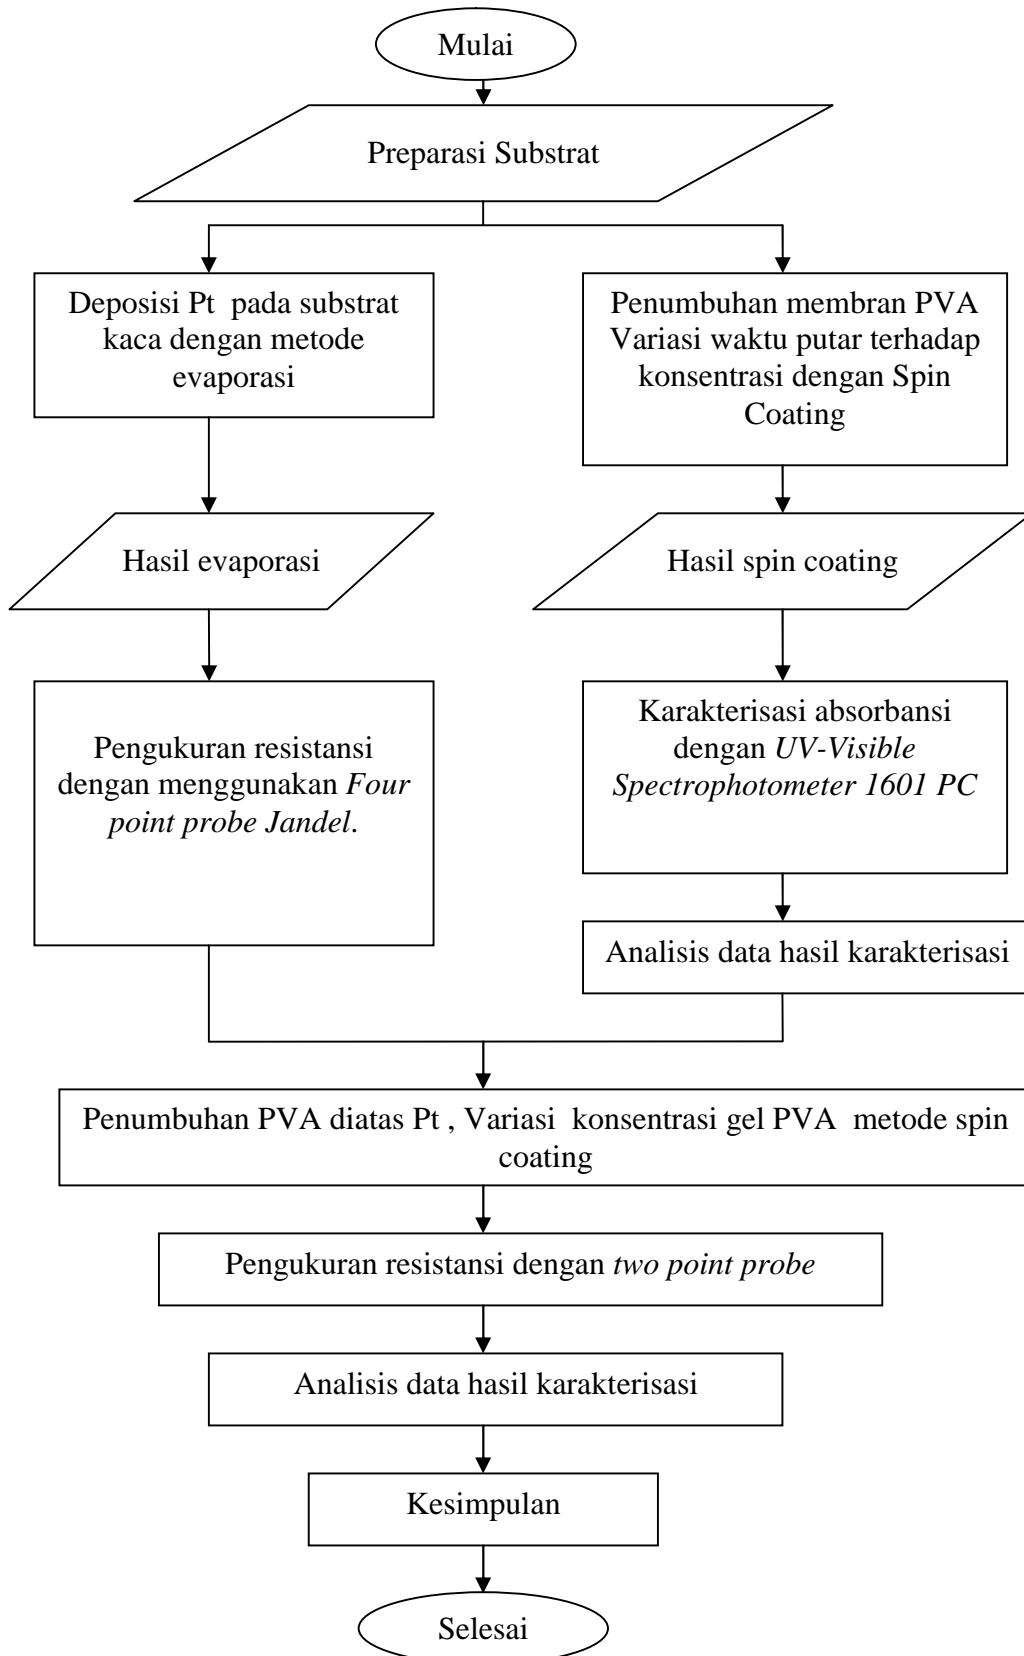 Mulai
Preparasi Substrat
Deposisi Pt pada substrat
kaca dengan metode
evaporasi
Penumbuhan membran PVA
Variasi waktu putar terhadap
konsentrasi dengan Spin
Coating
Hasil evaporasi
Hasil spin coating
Pengukuran resistansi
dengan menggunakan Four
point probe Jandel.
Karakterisasi absorbansi
dengan UV-Visible
Spectrophotometer 1601 PC
Analisis data hasil karakterisasi
Penumbuhan PVA diatas Pt , Variasi konsentrasi gel PVA metode spin
coating
Pengukuran resistansi dengan two point probe
Analisis data hasil karakterisasi
Kesimpulan
Selesai